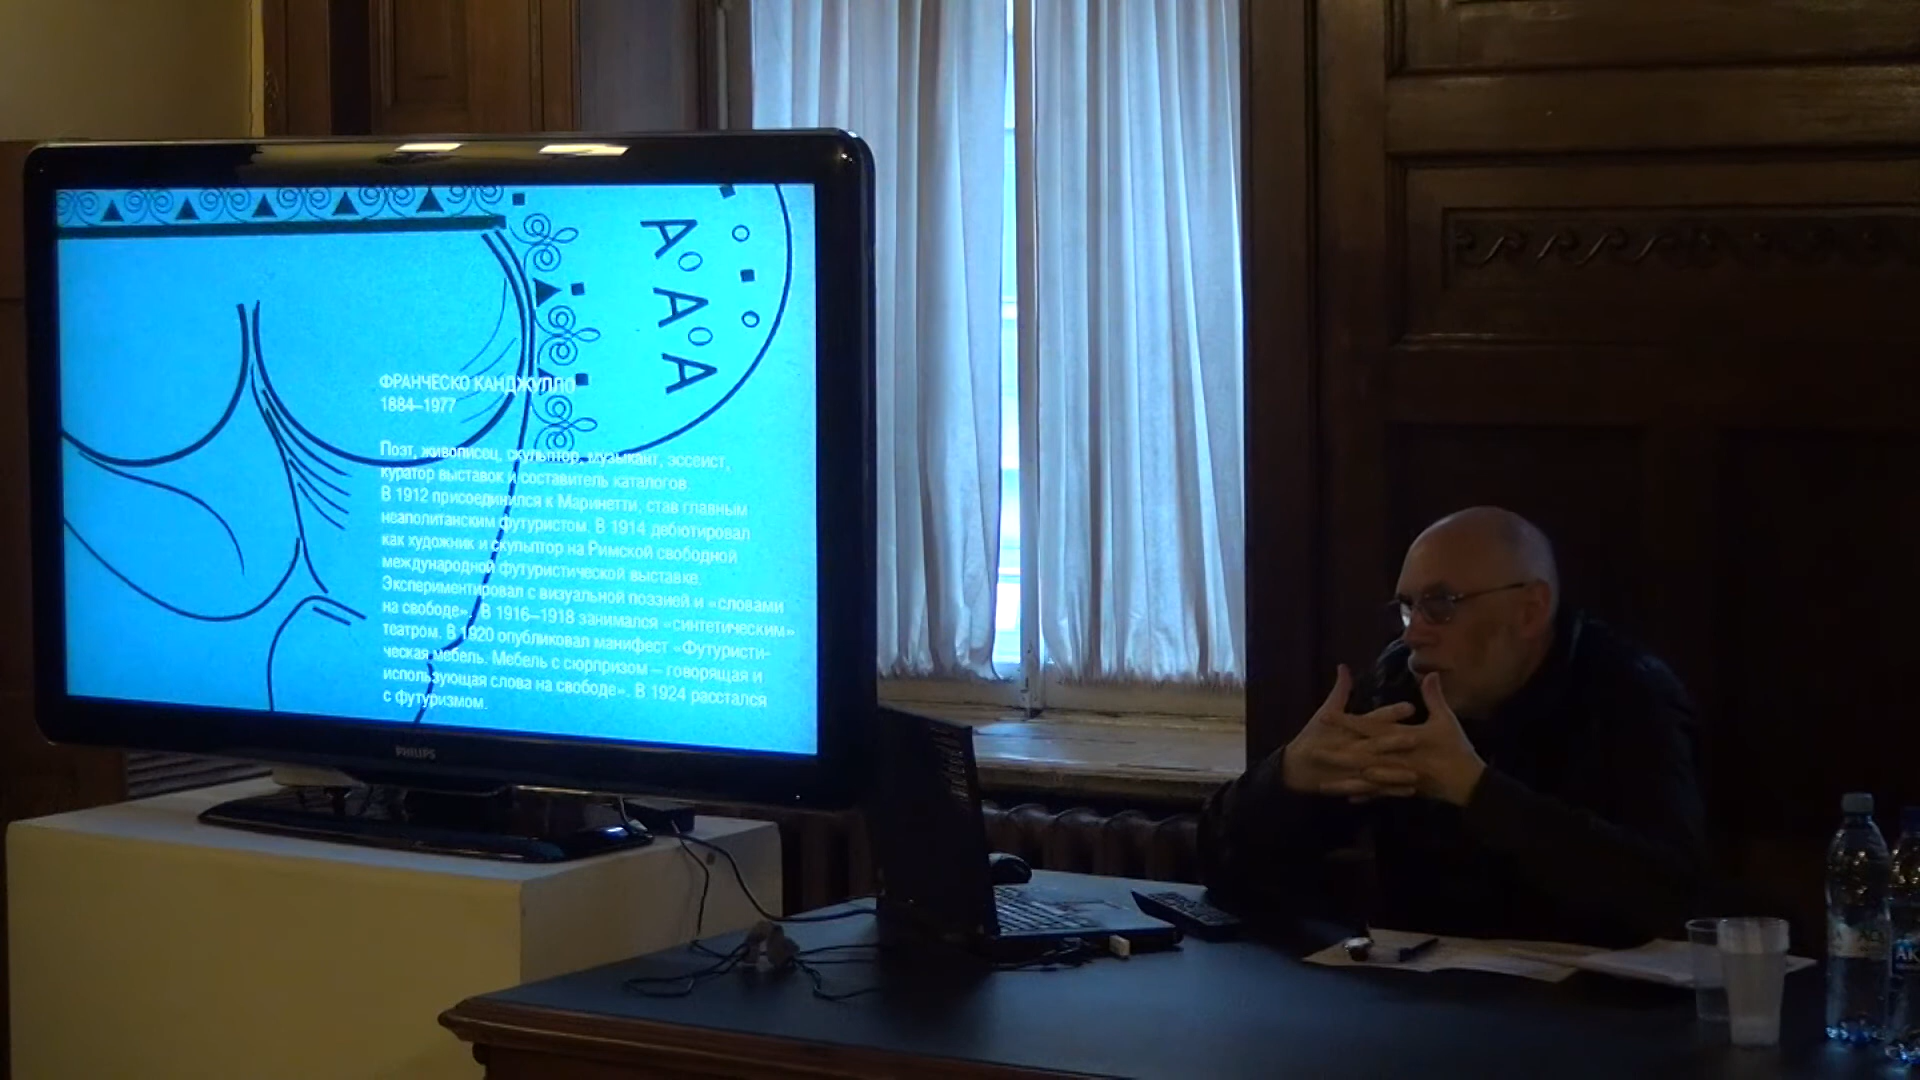 A O A O A
ФРАНЧЕСКО КАНДЖУЛЛО
1884–1977
Поэт, живописец, скульптор, музыкант, эссеист,
куратор выставок и составитель каталогов.
В 1912 присоединился к Маринетти, став главным
неаполитанским футуристом. В 1914 дебютировал
как художник и скульптор на Римской свободной
международной футуристической выставке.
Экспериментировал с визуальной поэзией и «словами
на свободе». В 1916–1918 занимался «синтетическим»
театром. В 1920 опубликовал манифест «Футуристи-
ческая мебель. Мебель с сюрпризом – говорящая и
использующая слова на свободе». В 1924 расстался
с футуризмом.
PHILIPS